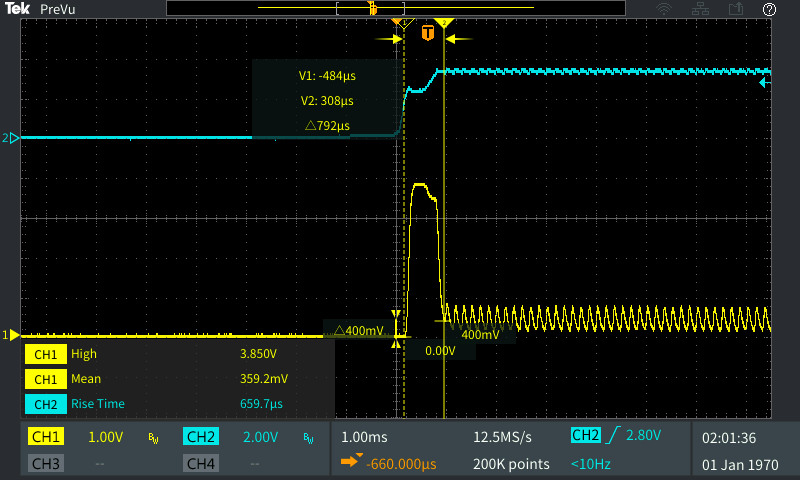 Tek PreVu
T
1 2
T
V1: -484µs
V2: 308µs
△792µs
2
△400mV
400mV
1
0.00V
CH1 High 3.850V
CH1 Mean 359.2mV
CH2 Rise Time 659.7µs
CH1 1.00V BW CH2 2.00V BW 1.00ms 12.5MS/s CH2 2.80V 02:01:36
CH3 -- CH4 -- -660.000µs 200K points <10Hz 01 Jan 1970